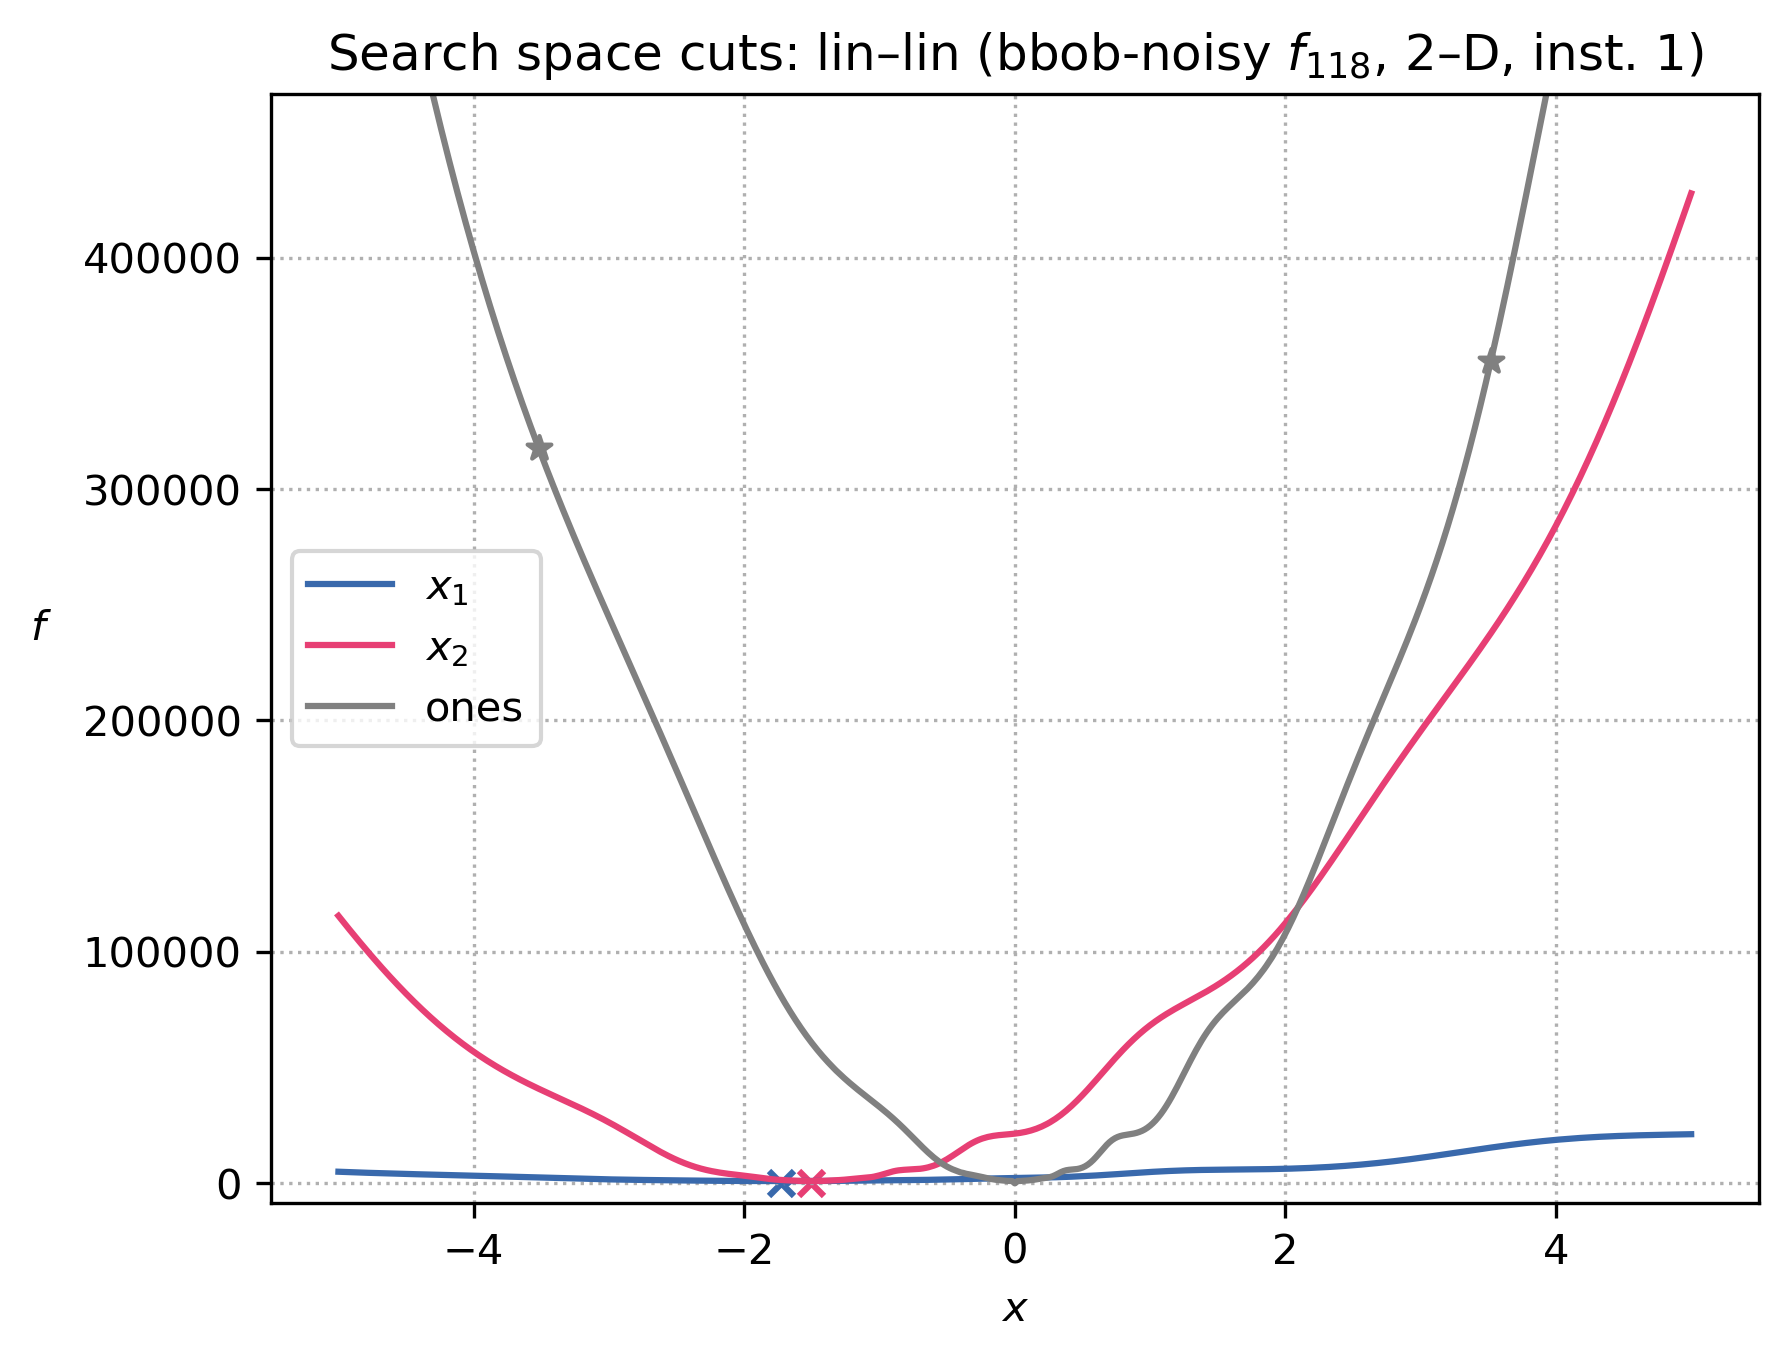 Search space cuts: lin–lin (bbob-noisy f₁₁₈, 2–D, inst. 1)
400000
300000
200000
100000
0
f
x₁
x₂
ones
−4 −2 0 2 4
x